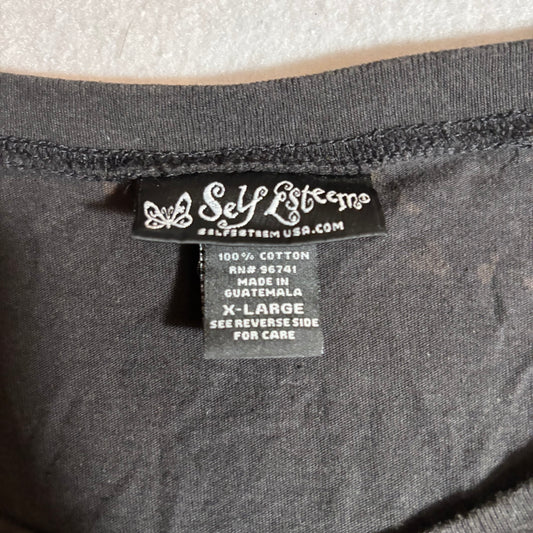 Self Esteem
SELFESTEEMUSA.COM
100% COTTON
RN# 96741
MADE IN
GUATEMALA
X-LARGE
SEE REVERSE SIDE
FOR CARE